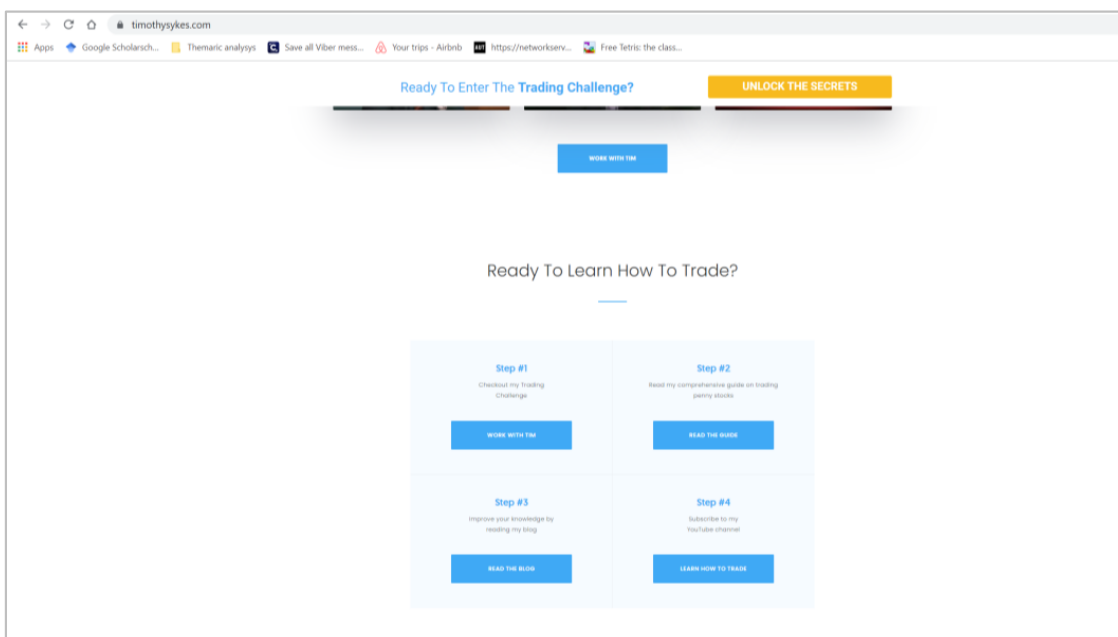 timothysykes.com
Apps Google Scholarsch... Themaric analysys Save all Viber mess... Your trips - Airbnb https://networkserv... Free Tetris: the class...
Ready To Enter The Trading Challenge? UNLOCK THE SECRETS
WORK WITH TIM
Ready To Learn How To Trade?
Step #1
Checkout my Trading
Challenge
WORK WITH TIM
Step #2
Read my comprehensive guide on trading
penny stocks
READ THE GUIDE
Step #3
Improve your knowledge by
reading my blog
READ THE BLOG
Step #4
Subscribe to my
YouTube channel
LEARN HOW TO TRADE